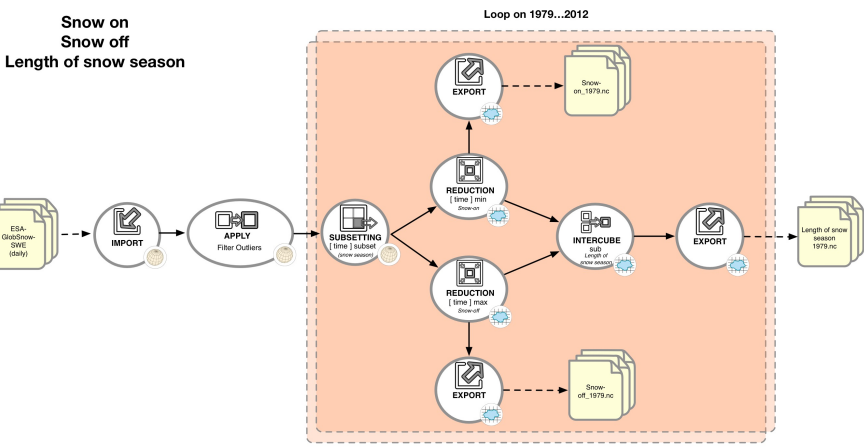 Snow on
Snow off
Length of snow season
Loop on 1979...2012
EXPORT
Snow-
on_1979.nc
REDUCTION
[ time ] min
Snow-on
ESA-
GlobSnow-
SWE
(daily)
IMPORT
APPLY
Filter Outliers
SUBSETTING
[ time ] subset
(snow season)
INTERCUBE
sub
Length of
snow season
EXPORT
Length of snow
season
1979.nc
REDUCTION
[ time ] max
Snow-off
EXPORT
Snow-
off_1979.nc